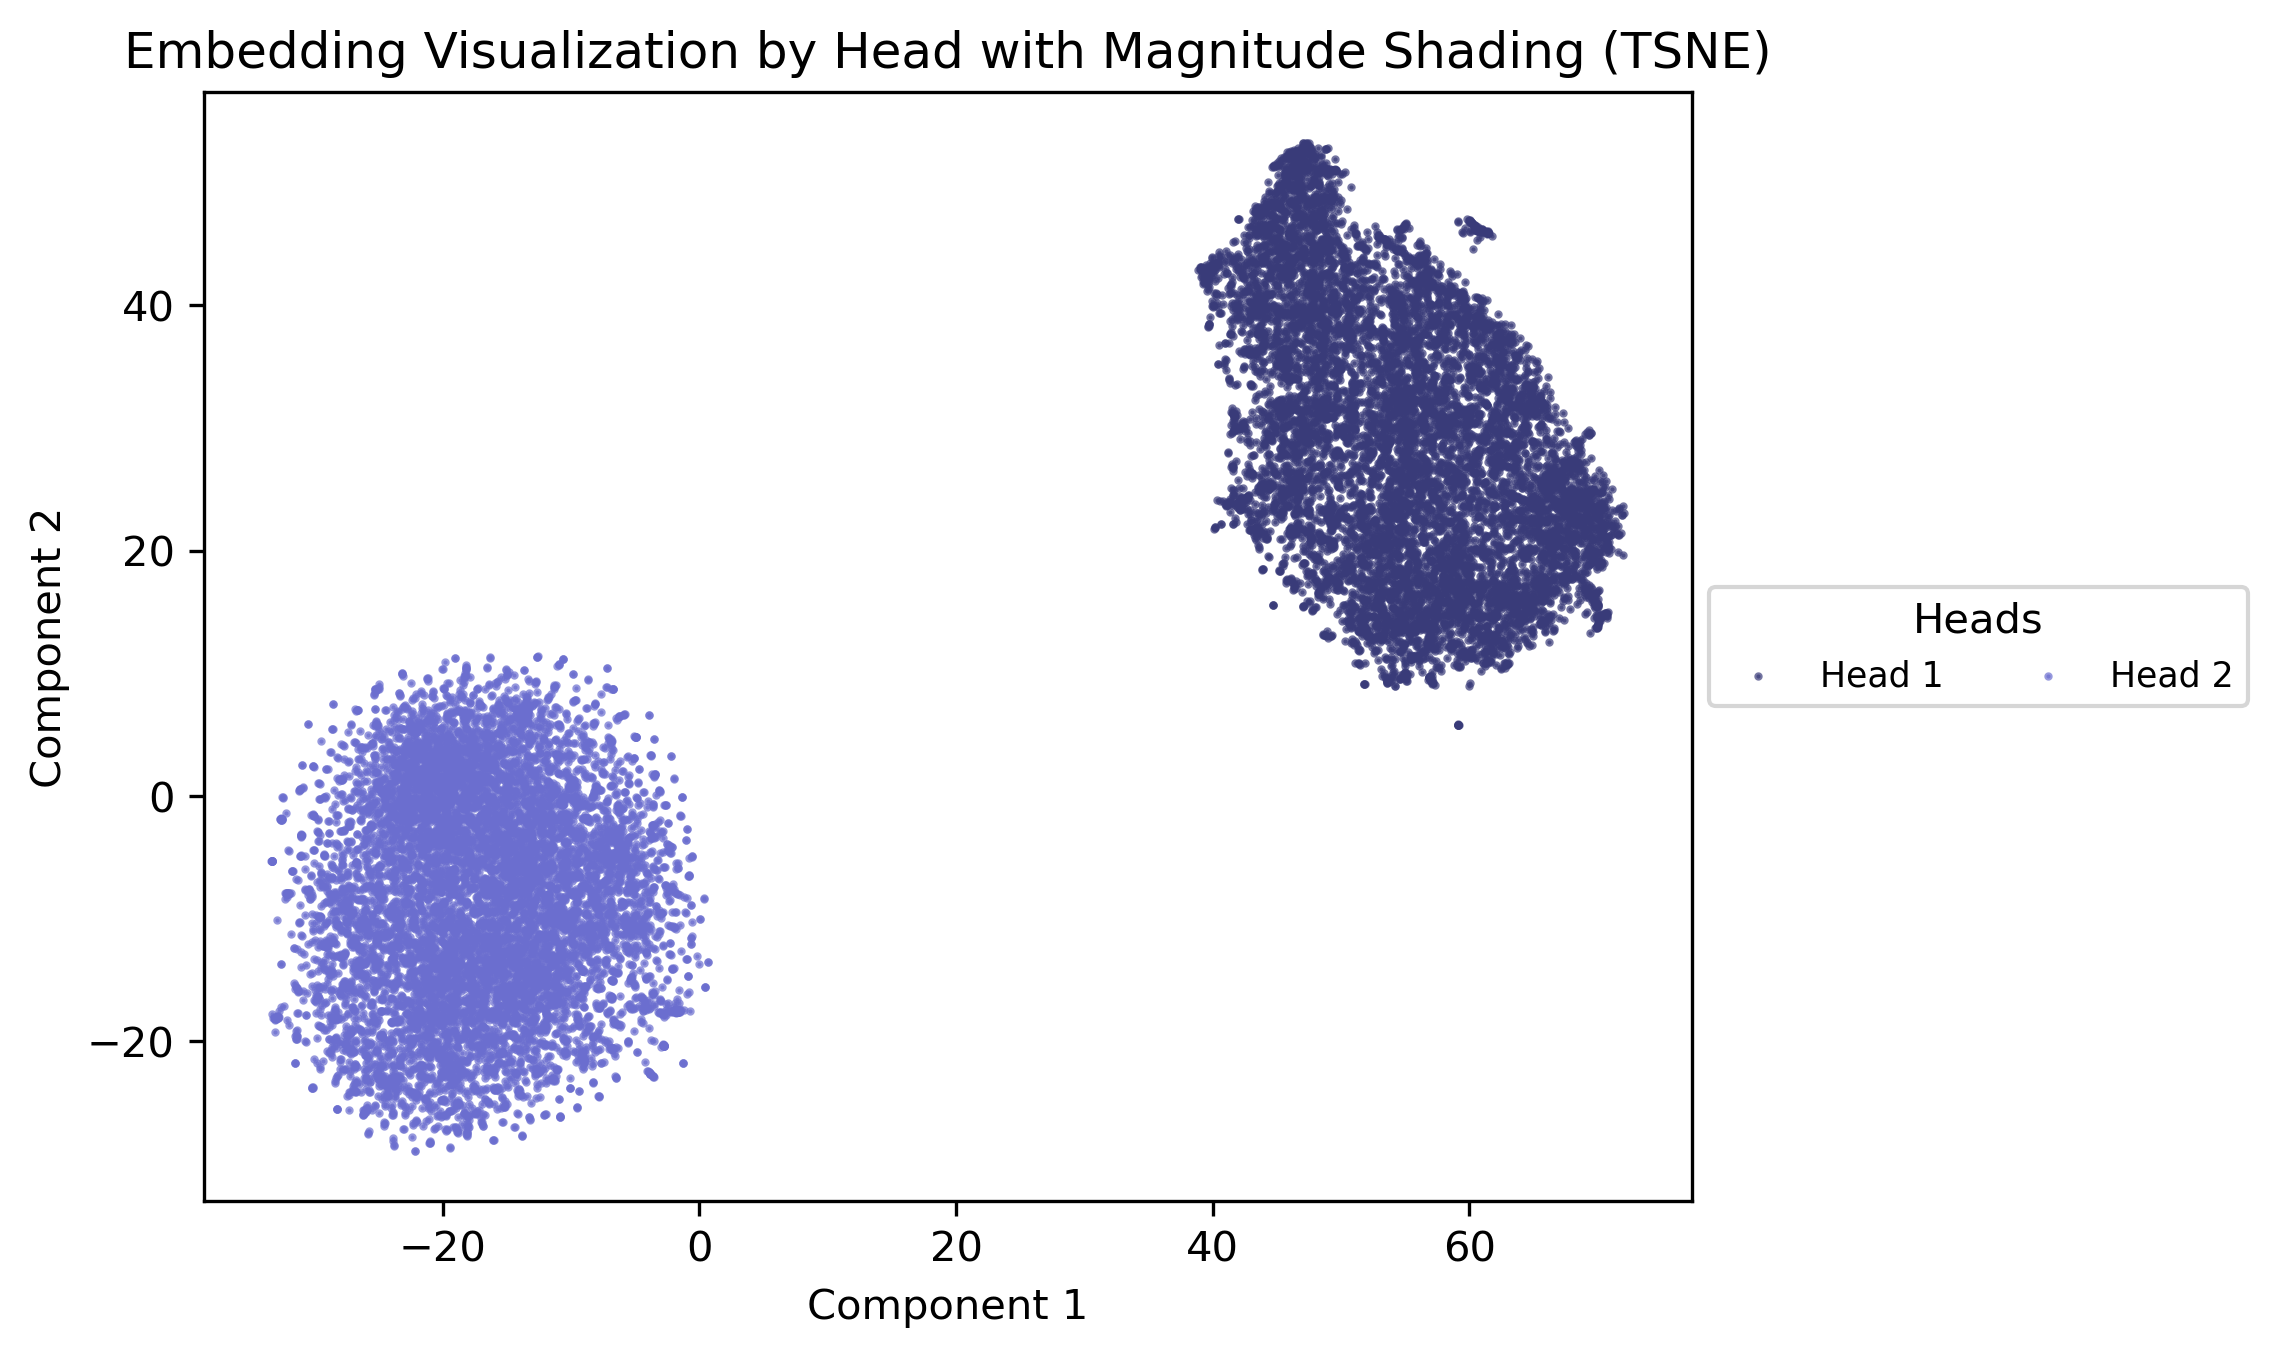 Embedding Visualization by Head with Magnitude Shading (TSNE)
Component 2
40
20
0
−20
−20 0 20 40 60
Component 1
Heads
Head 1 Head 2